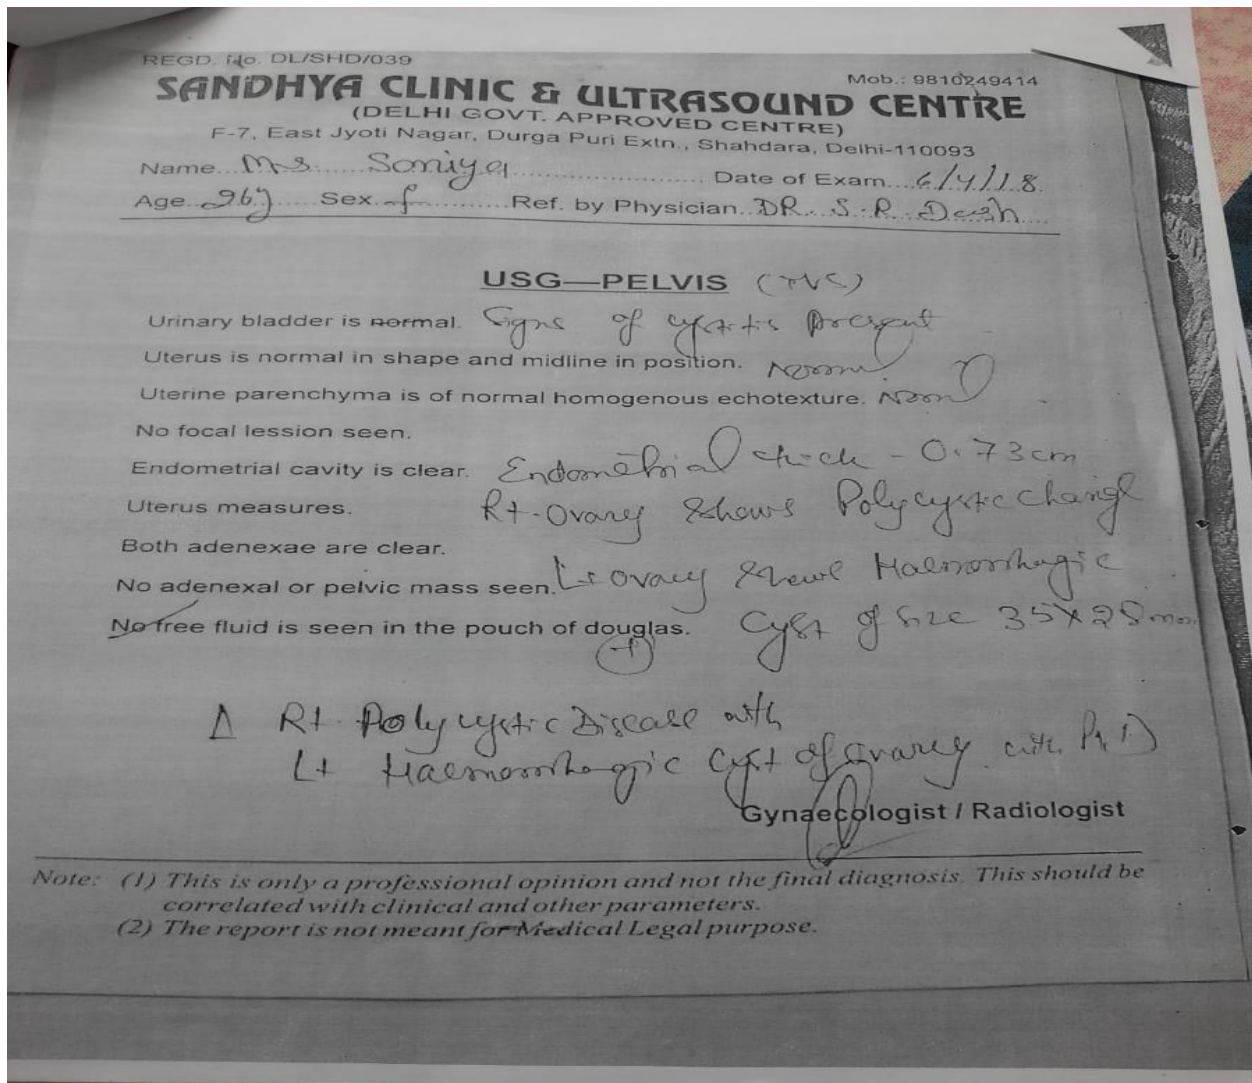 REGD. No. DL/SHD/039
Mob.: 9810249414
SANDHYA CLINIC & ULTRASOUND CENTRE
(DELHI GOVT. APPROVED CENTRE)
F-7, East Jyoti Nagar, Durga Puri Extn., Shahdara, Delhi-110093
Name... Ms. Soniya Date of Exam... 6/4/18
Age. 26y Sex. f Ref. by Physician.. DR. S. R. Dash
USG—PELVIS (TVS)
Urinary bladder is normal. Signs of cystitis Present
Uterus is normal in shape and midline in position. Normal
Uterine parenchyma is of normal homogenous echotexture. Normal
No focal lession seen.
Endometrial cavity is clear. Endometrial thick - 0.73cm
Uterus measures. Rt-Ovary Shows Polycystic Change
Both adenexae are clear.
No adenexal or pelvic mass seen. Lt ovary Shows Haemorrhagic
No free fluid is seen in the pouch of douglas. Cyst of size 35X28mm
(+)
Δ Rt Polycystic Disease with
Lt Haemorrhagic Cyst of Ovary with P.I.D
Gynaecologist / Radiologist
Note: (1) This is only a professional opinion and not the final diagnosis. This should be
correlated with clinical and other parameters.
(2) The report is not meant for Medical Legal purpose.